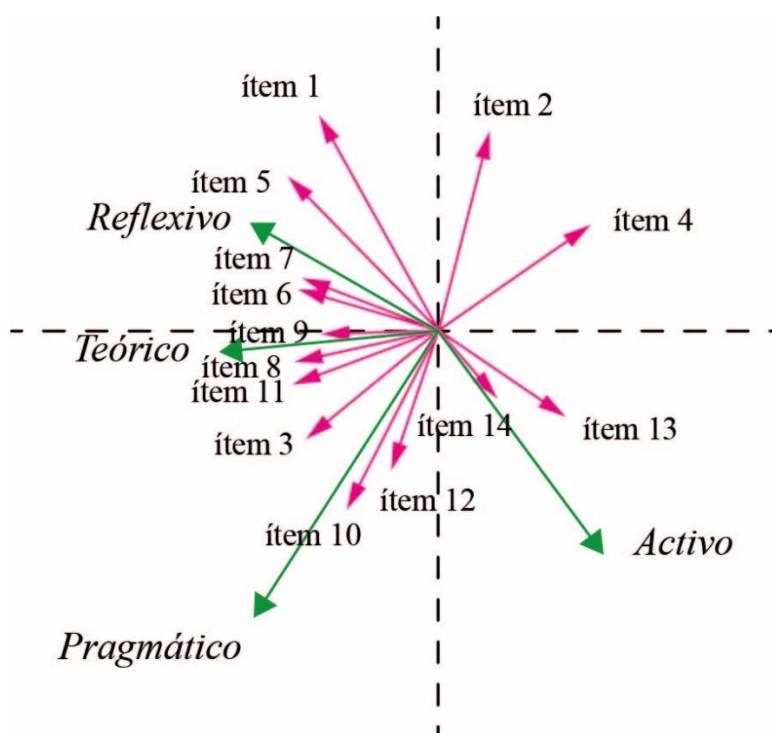 ítem 1
ítem 2
ítem 5
Reflexivo
ítem 4
ítem 7
ítem 6
ítem 9
Teórico
ítem 8
ítem 11
ítem 3
ítem 14
ítem 13
ítem 12
ítem 10
Activo
Pragmático